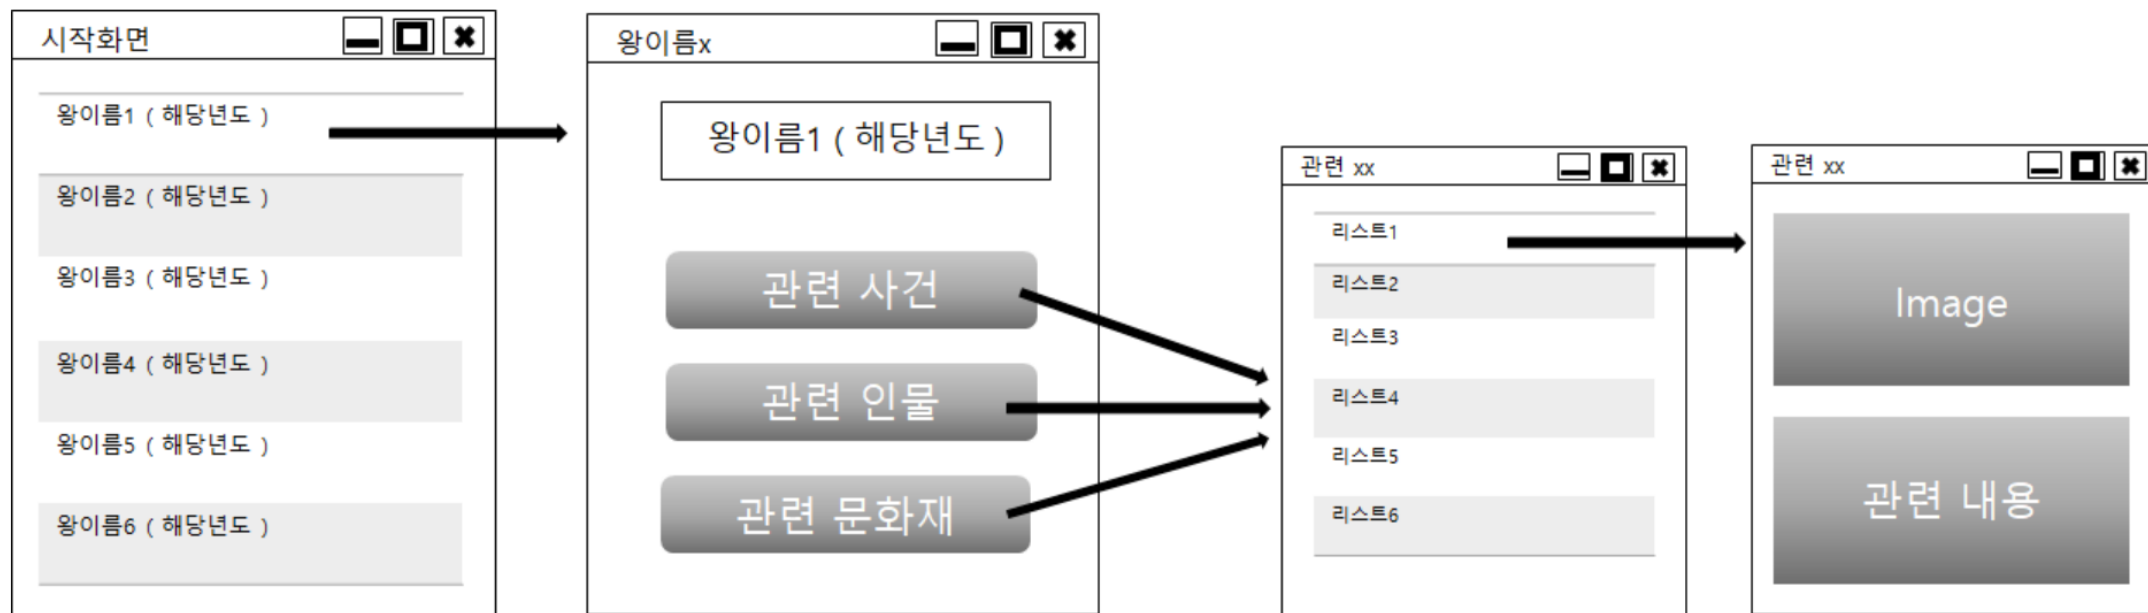 시작화면
왕이름1 ( 해당년도 )
왕이름2 ( 해당년도 )
왕이름3 ( 해당년도 )
왕이름4 ( 해당년도 )
왕이름5 ( 해당년도 )
왕이름6 ( 해당년도 )
왕이름x
왕이름1 ( 해당년도 )
관련 사건
관련 인물
관련 문화재
관련 xx
리스트1
리스트2
리스트3
리스트4
리스트5
리스트6
관련 xx
Image
관련 내용